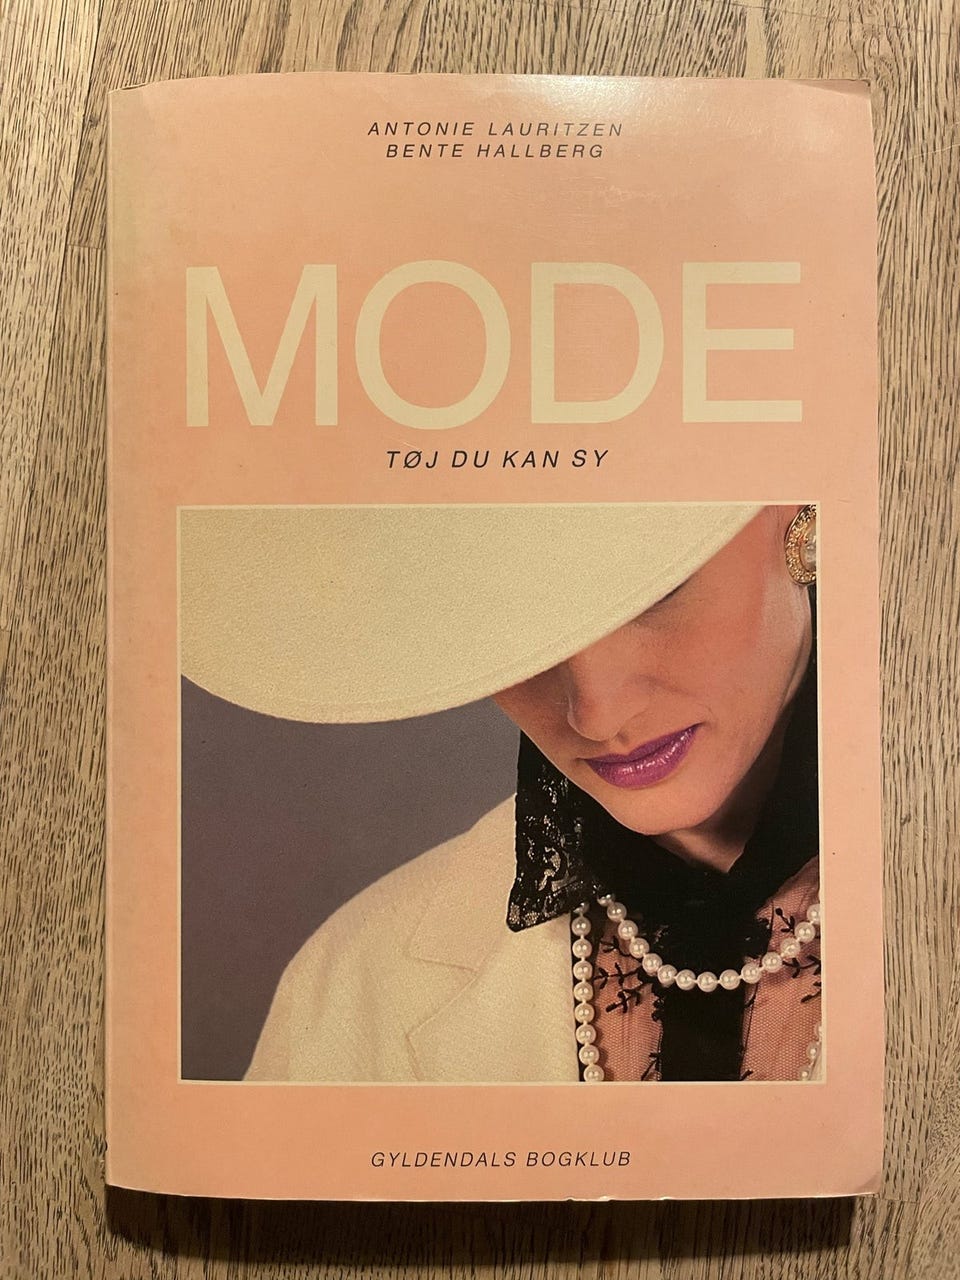 ANTONIE LAURITZEN
BENTE HALLBERG
MODE
TØJ DU KAN SY
GYLDENDALS BOGKLUB